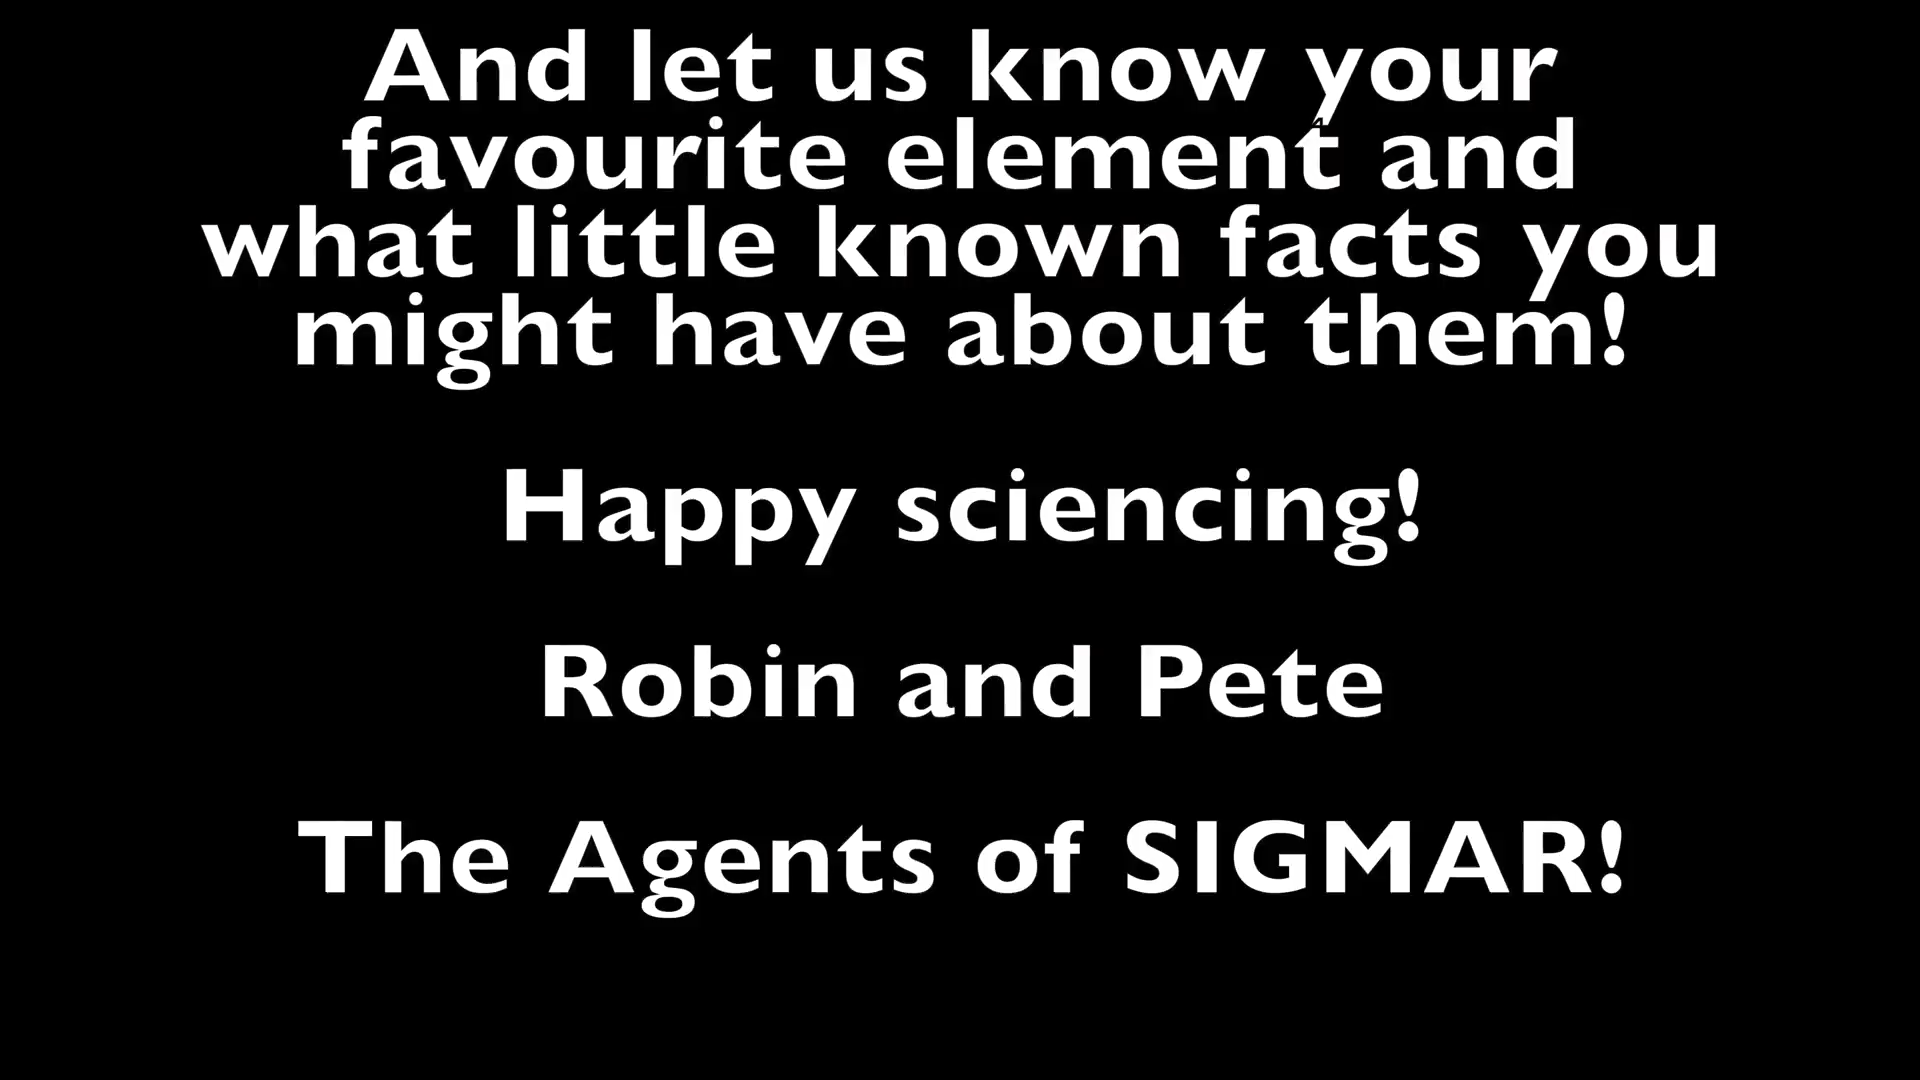 And let us know your
favourite element and
what little known facts you
might have about them!
Happy sciencing!
Robin and Pete
The Agents of SIGMAR!